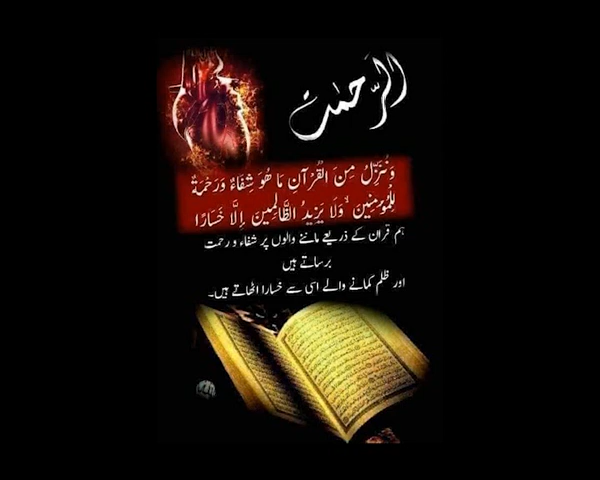 الرحمٰت
وَنُنَزِّلُ مِنَ الْقُرْآنِ مَا هُوَ شِفَاءٌ وَرَحْمَةٌ
لِّلْمُؤْمِنِينَ ۙ وَلَا يَزِيدُ الظَّالِمِينَ إِلَّا خَسَارًا
ہم قران کے ذریعے ماننے والوں پر شفاء و رحمت
برساتے ہیں
اور ظلم کمانے والے اسی سے خسارا اٹھاتے ہیں۔